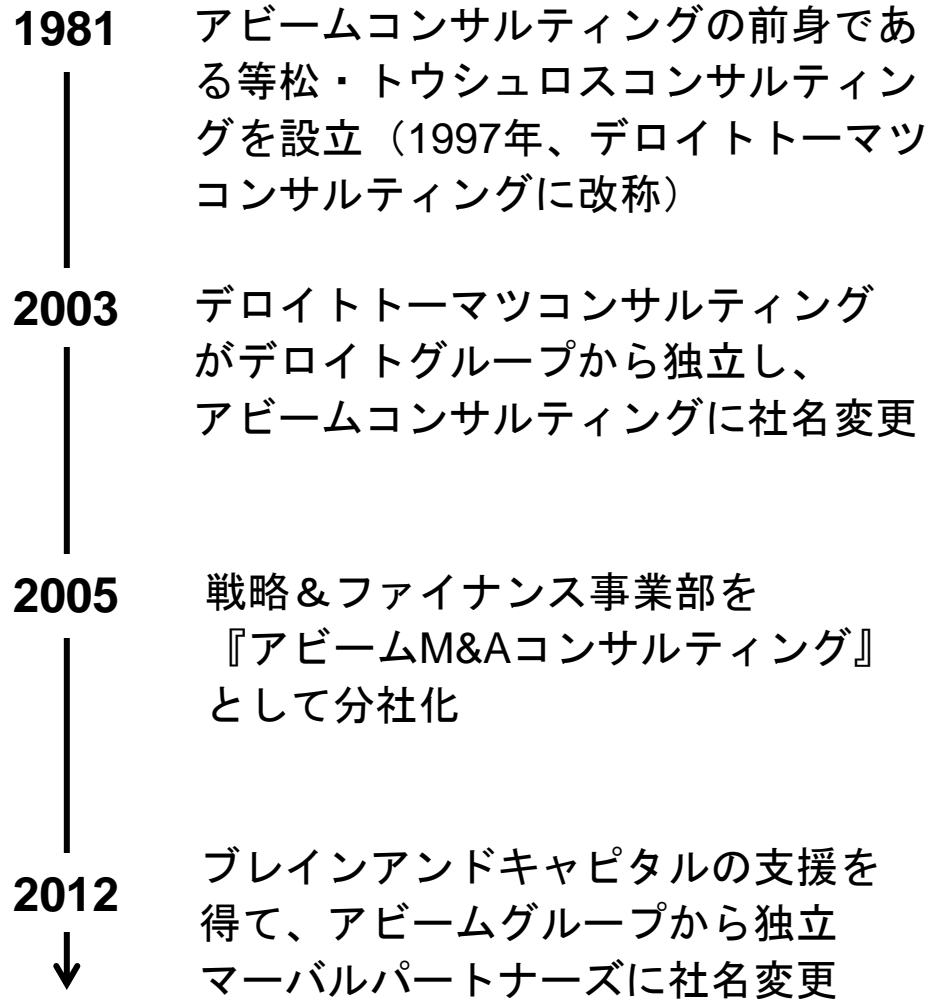 1981
アビームコンサルティングの前身であ
る等松・トウシュロスコンサルティン
グを設立（1997年、デロイトトーマツ
コンサルティングに改称）
2003
デロイトトーマツコンサルティング
がデロイトグループから独立し、
アビームコンサルティングに社名変更
2005
戦略＆ファイナンス事業部を
『アビームM&Aコンサルティング』
として分社化
2012
ブレインアンドキャピタルの支援を
得て、アビームグループから独立
マーバルパートナーズに社名変更